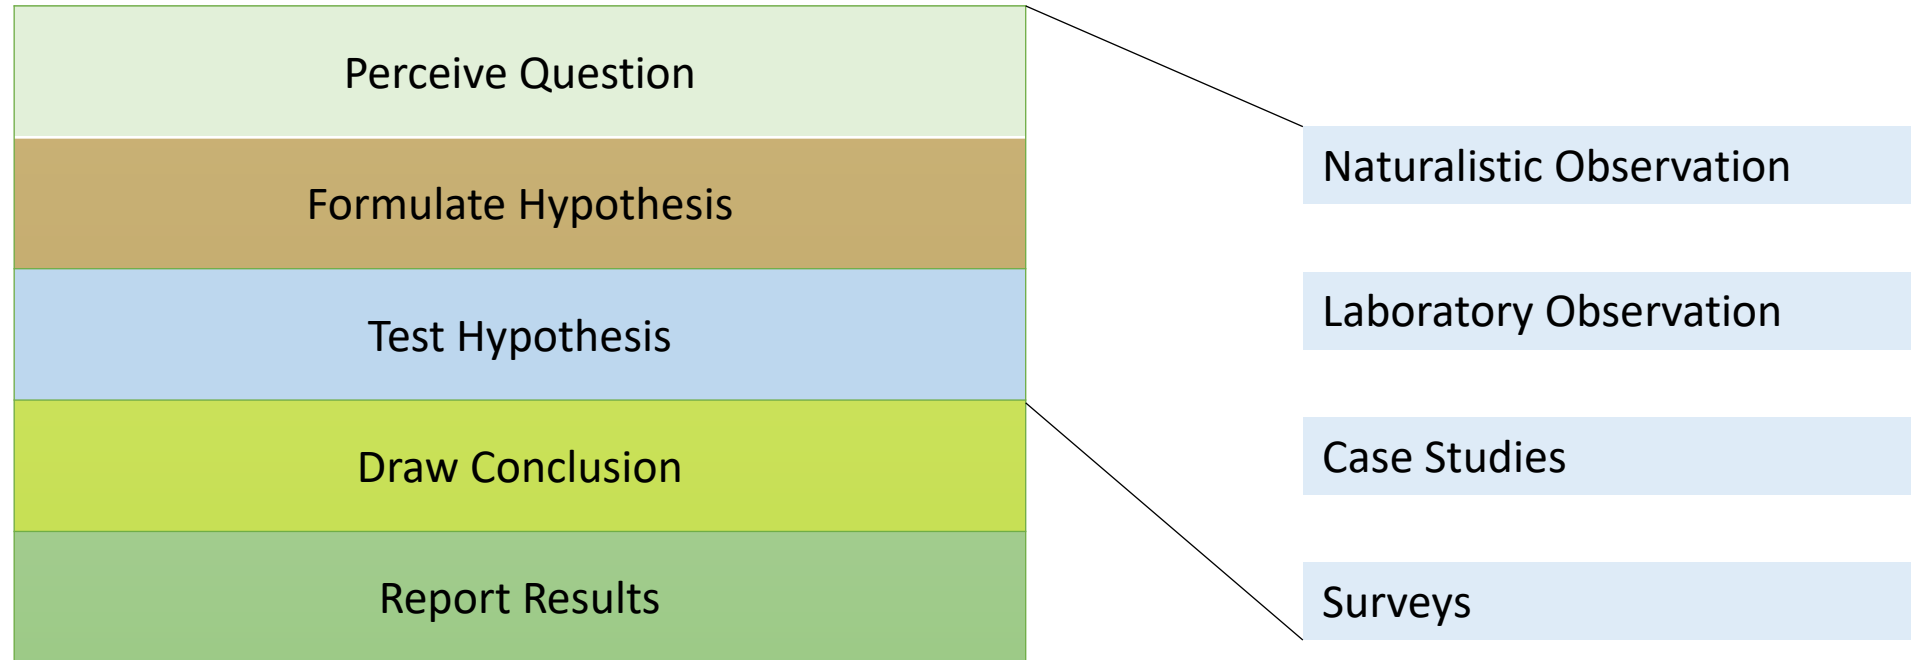 Perceive Question
Formulate Hypothesis
Test Hypothesis
Draw Conclusion
Report Results
Naturalistic Observation
Laboratory Observation
Case Studies
Surveys